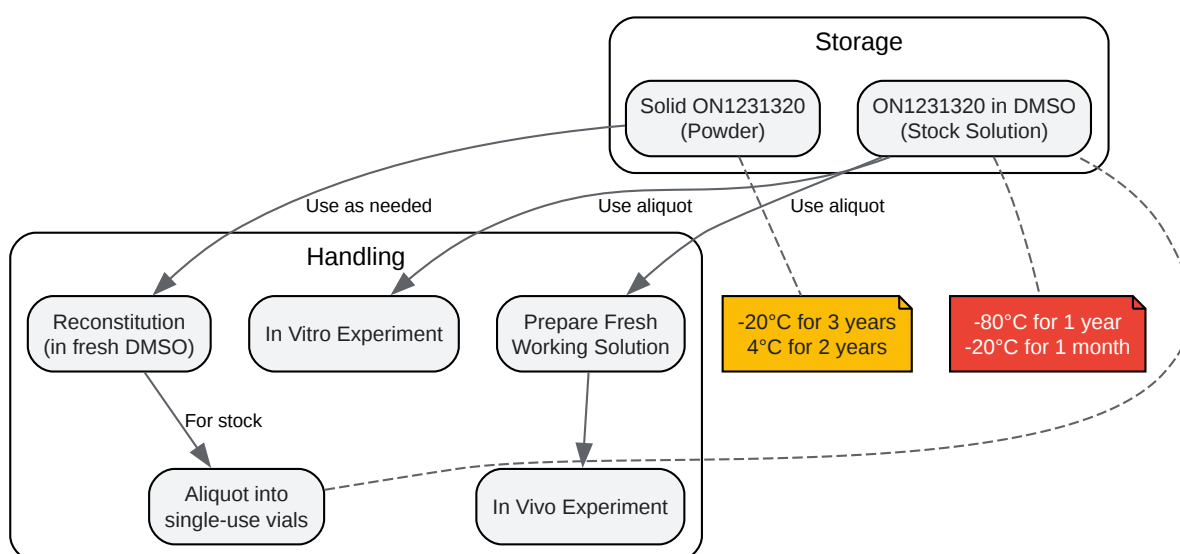 Storage
Solid ON1231320
(Powder)
ON1231320 in DMSO
(Stock Solution)
Use as needed
Use aliquot
Use aliquot
Handling
Reconstitution
(in fresh DMSO)
In Vitro Experiment
Prepare Fresh
Working Solution
-20°C for 3 years
4°C for 2 years
-80°C for 1 year
-20°C for 1 month
For stock
Aliquot into
single-use vials
In Vivo Experiment